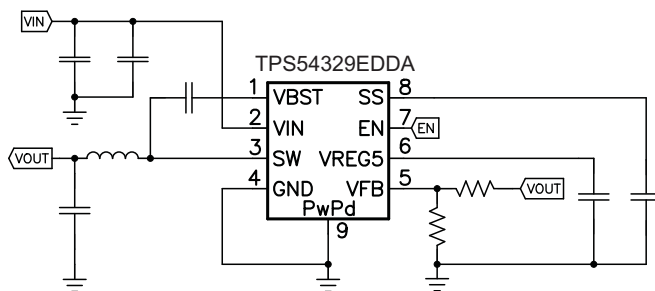 VIN
TPS54329EDDA
1 VBST SS 8
2 VIN EN 7 EN
3 SW VREG5 6
VOUT
4 GND VFB 5 VOUT
PwPd
9